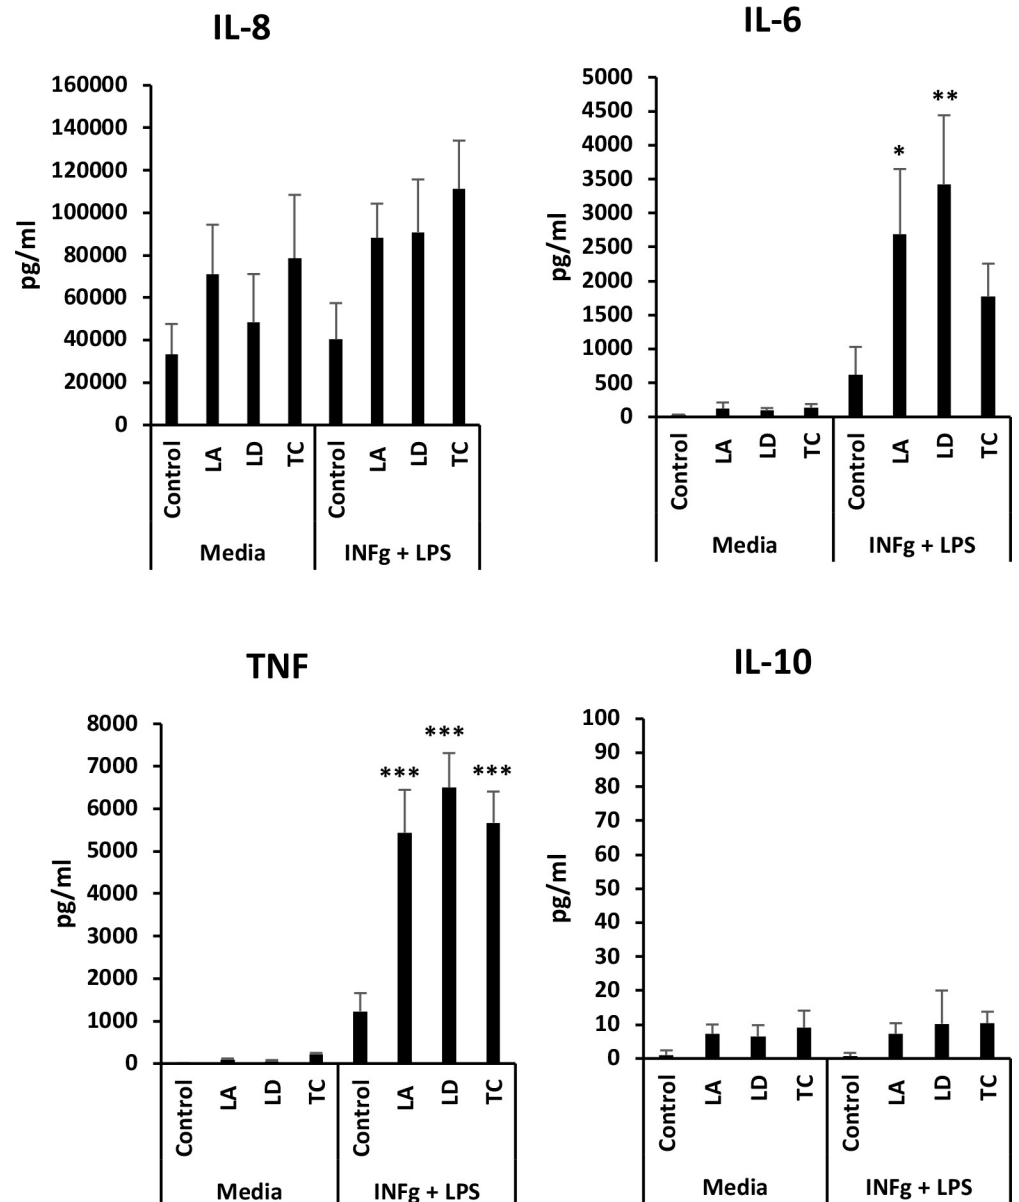 IL-8
160000
140000
120000
100000
80000
60000
40000
20000
0
pg/ml
Control LA LD TC Control LA LD TC
Media INFg + LPS
IL-6
5000
4500
4000
3500
3000
2500
2000
1500
1000
500
0
pg/ml
* **
Control LA LD TC Control LA LD TC
Media INFg + LPS
TNF
8000
7000
6000
5000
4000
3000
2000
1000
0
pg/ml
*** *** ***
Control LA LD TC Control LA LD TC
Media INFg + LPS
IL-10
100
90
80
70
60
50
40
30
20
10
0
pg/ml
Control LA LD TC Control LA LD TC
Media INFg + LPS